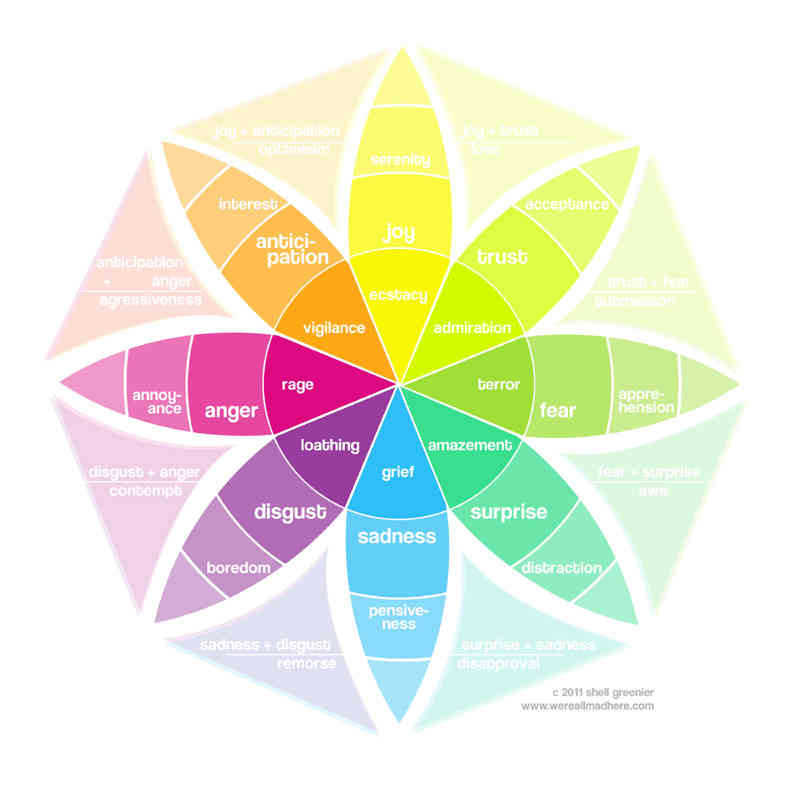 joy + anticipation
optimism
joy + trust
love
serenity
joy
ecstacy
interest
antici-
pation
vigilance
acceptance
trust
admiration
anticipation
+ anger
agressiveness
trust + fear
submission
annoy-
ance
anger
rage
terror
fear
appre-
hension
loathing
disgust
boredom
grief
sadness
pensive-
ness
amazement
surprise
distraction
disgust + anger
contempt
fear + surprise
awe
sadness + disgust
remorse
surprise + sadness
disapproval
c 2011 shell greenier
www.wereallmadhere.com